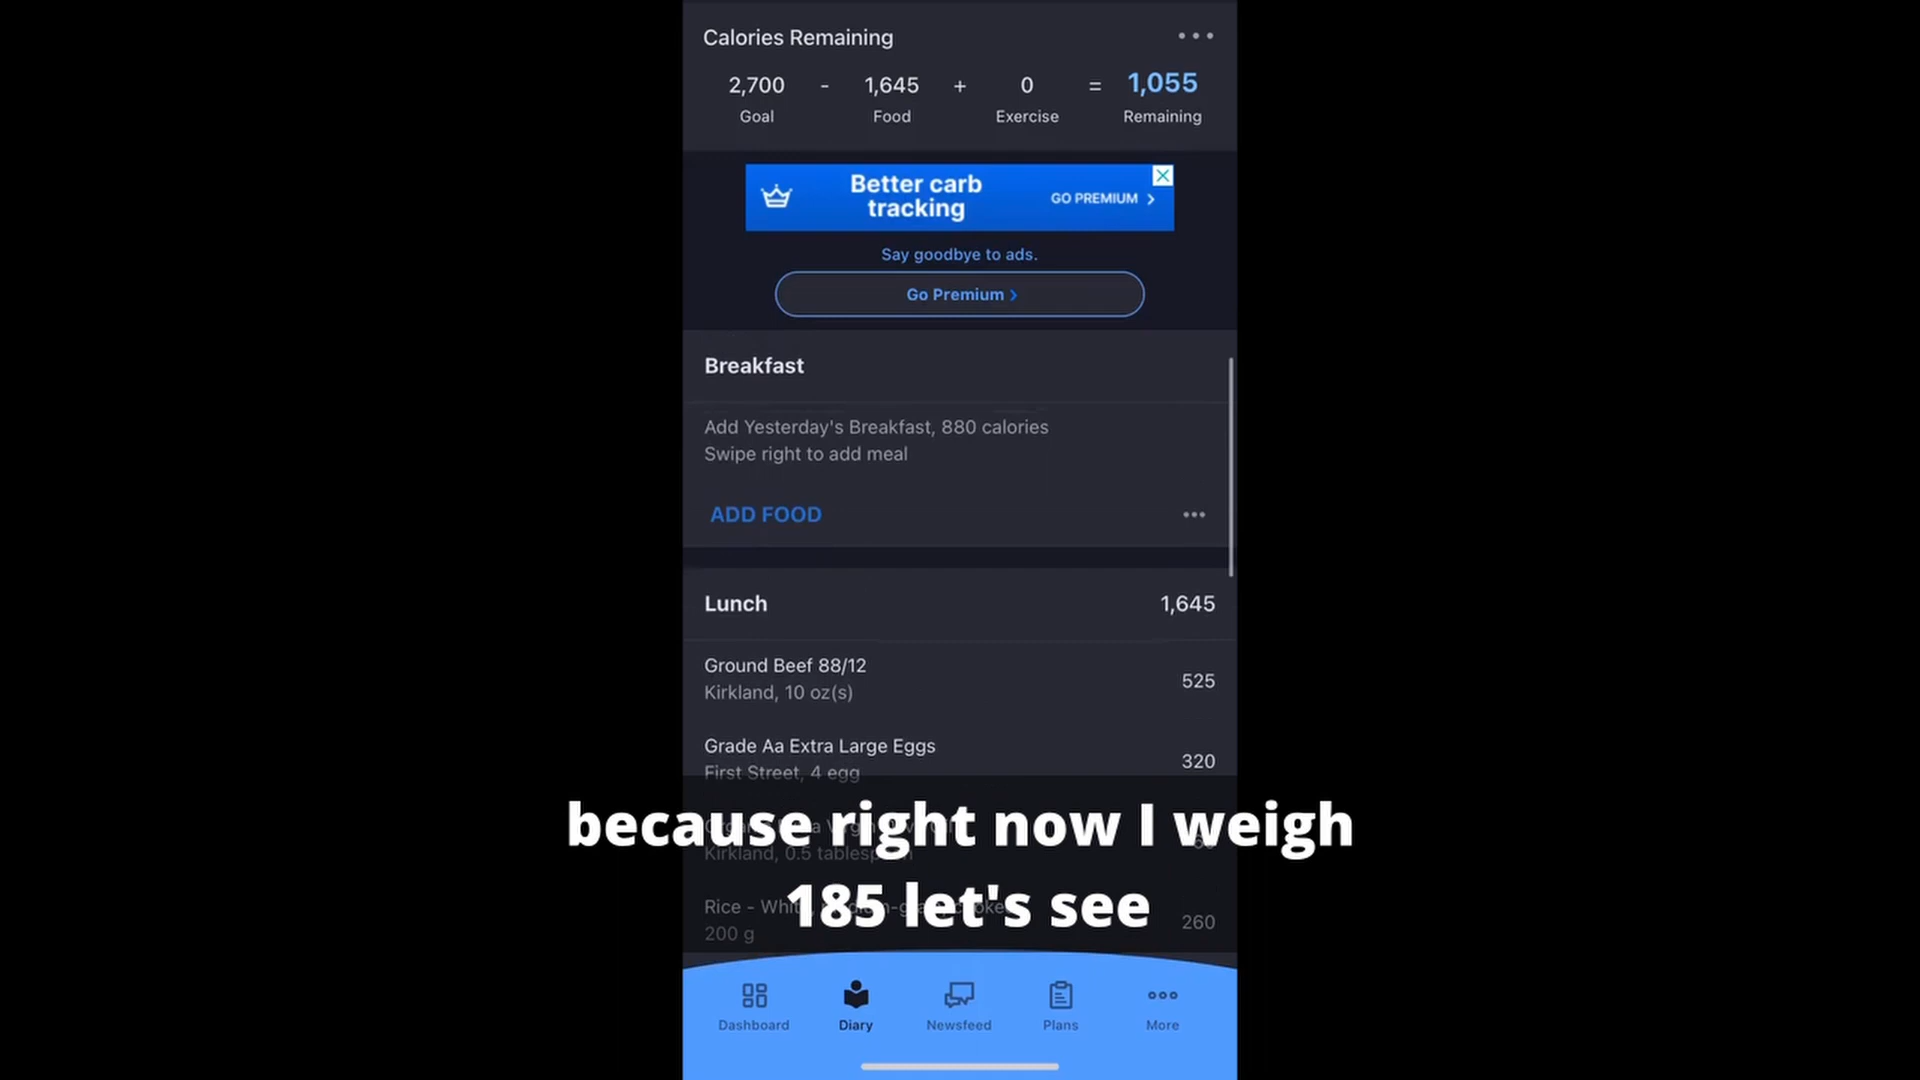 Calories Remaining
2,700 - 1,645 + 0 = 1,055
Goal Food Exercise Remaining
Better carb
tracking
GO PREMIUM
Say goodbye to ads.
Go Premium
Breakfast
Add Yesterday's Breakfast, 880 calories
Swipe right to add meal
ADD FOOD
Lunch 1,645
Ground Beef 88/12
Kirkland, 10 oz(s)
525
Grade Aa Extra Large Eggs
First Street, 4 egg
320
because right now I weigh
185 let's see
Kirkland, 0.5
Rice -
200 g
260
Dashboard Diary Newsfeed Plans More